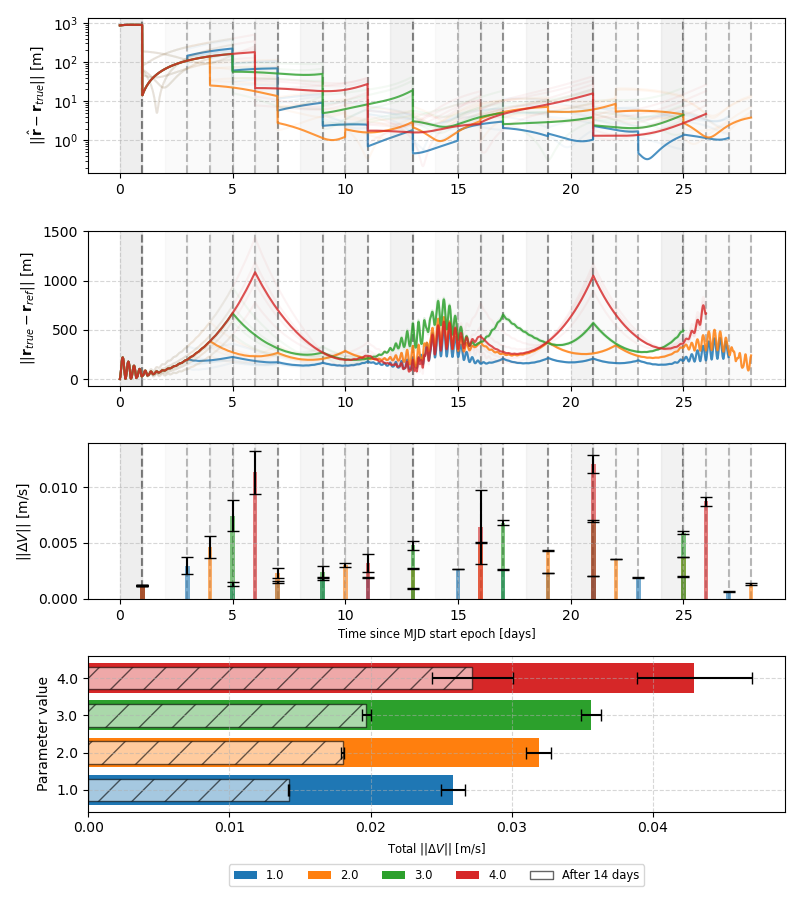 10³
10²
10¹
10⁰
||r̂ − r_true|| [m]
0 5 10 15 20 25
1500
1000
500
0
||r_true − r_ref|| [m]
0 5 10 15 20 25
0.010
0.005
0.000
||ΔV|| [m/s]
0 5 10 15 20 25
Time since MJD start epoch [days]
Parameter value
4.0
3.0
2.0
1.0
0.00 0.01 0.02 0.03 0.04
Total ||ΔV|| [m/s]
1.0 2.0 3.0 4.0 After 14 days